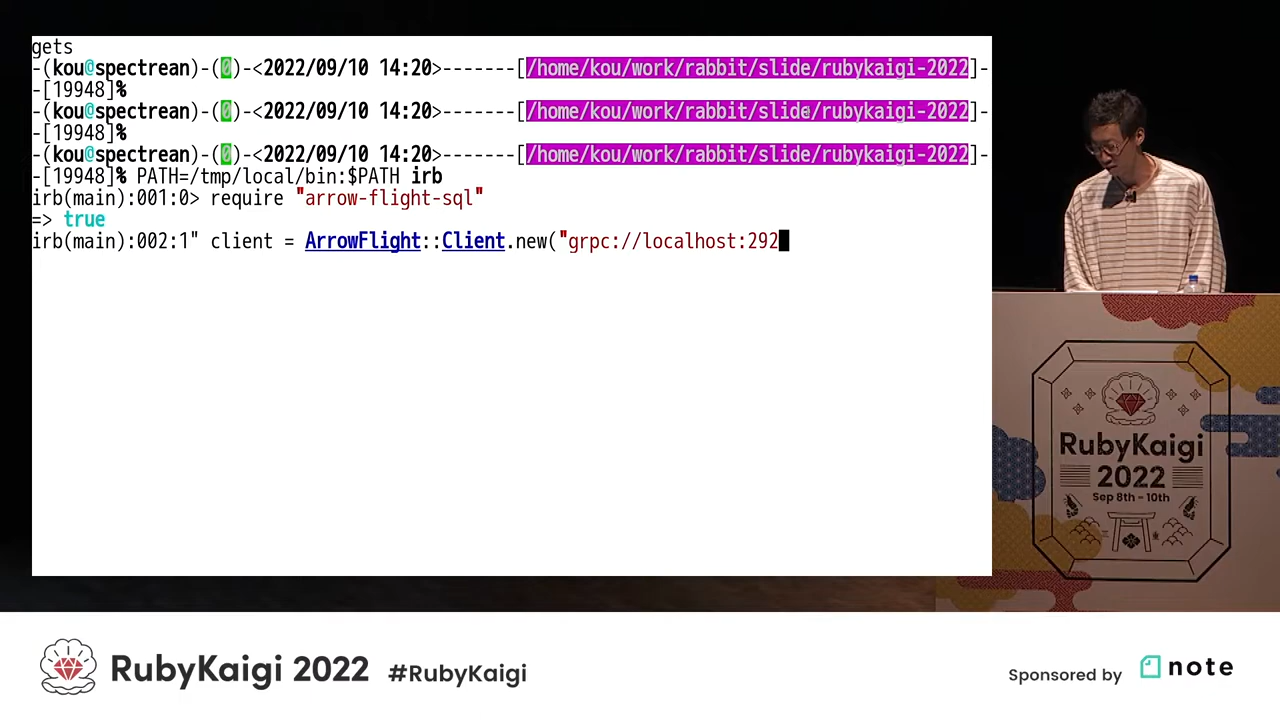 gets
-(kou@spectrean)-(0)-<2022/09/10 14:20>-------[/home/kou/work/rabbit/slide/rubykaigi-2022]-
-[19948]%
-(kou@spectrean)-(0)-<2022/09/10 14:20>-------[/home/kou/work/rabbit/slide/rubykaigi-2022]-
-[19948]%
-(kou@spectrean)-(0)-<2022/09/10 14:20>-------[/home/kou/work/rabbit/slide/rubykaigi-2022]-
-[19948]% PATH=/tmp/local/bin:$PATH irb
irb(main):001:0> require "arrow-flight-sql"
=> true
irb(main):002:1" client = ArrowFlight::Client.new("grpc://localhost:292
RubyKaigi
2022
Sep 8th - 10th
RubyKaigi 2022 #RubyKaigi
Sponsored by note